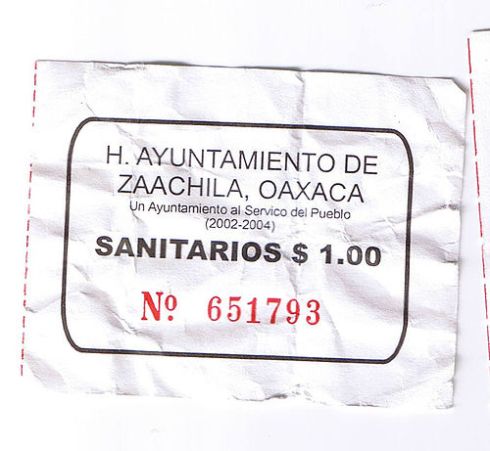 H. AYUNTAMIENTO DE
ZAACHILA, OAXACA
Un Ayuntamiento al Servico del Pueblo
(2002-2004)
SANITARIOS $ 1.00
Nº 651793